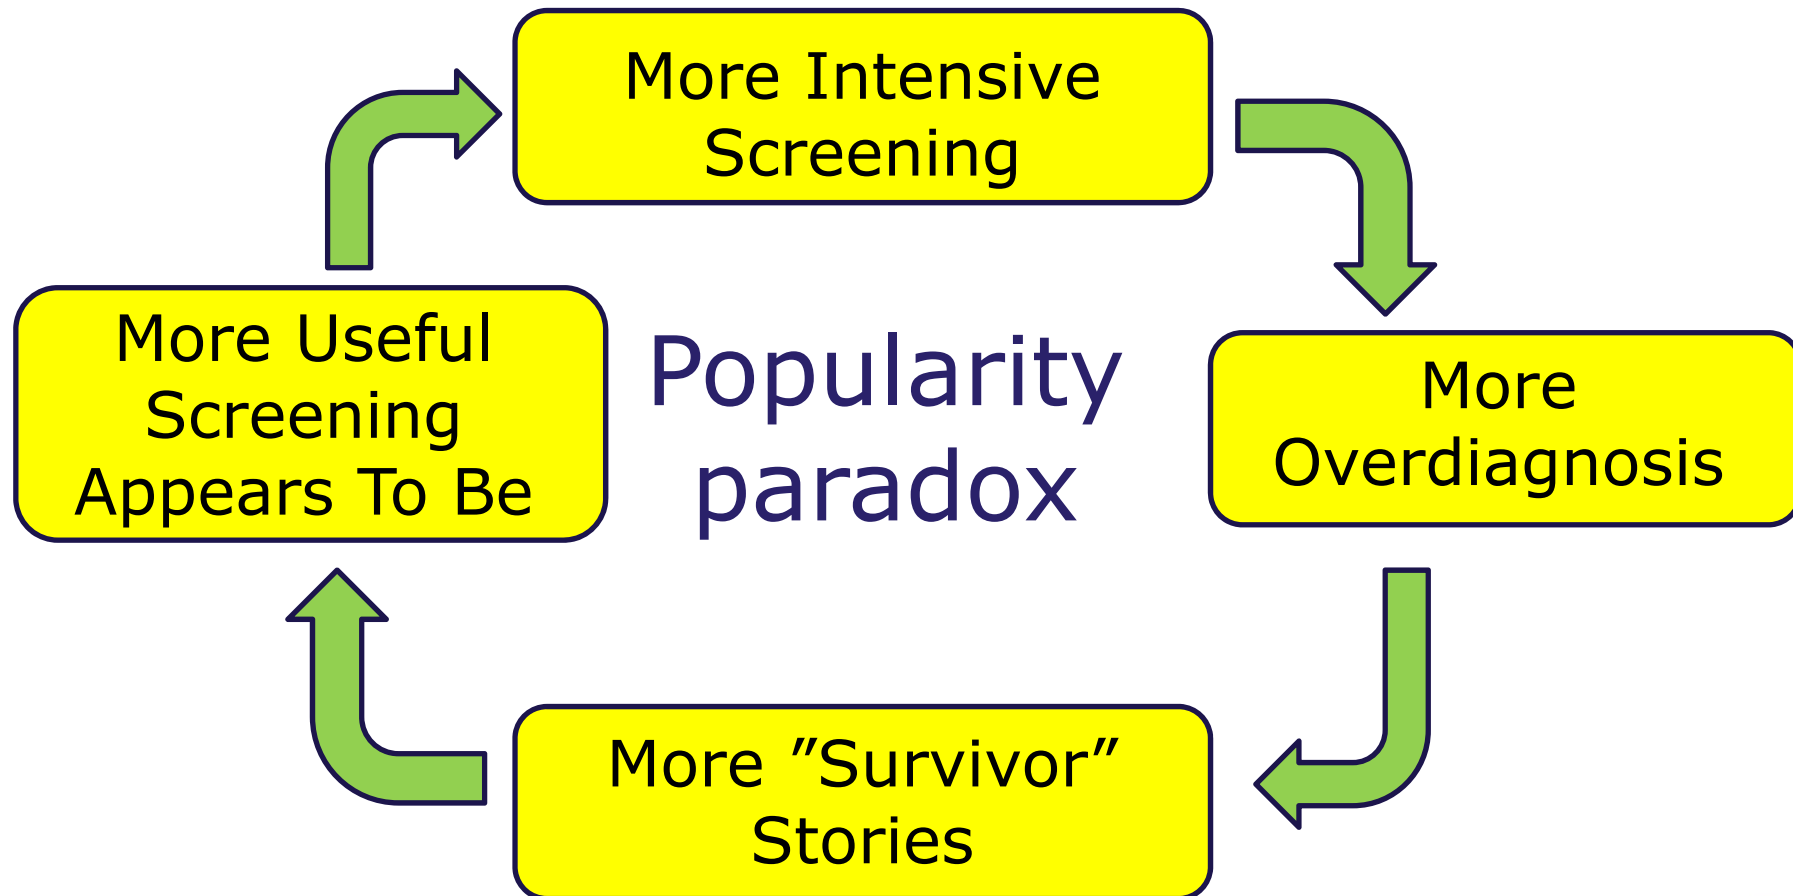 More Intensive
Screening
More Useful
Screening
Appears To Be
Popularity
paradox
More
Overdiagnosis
More ”Survivor”
Stories